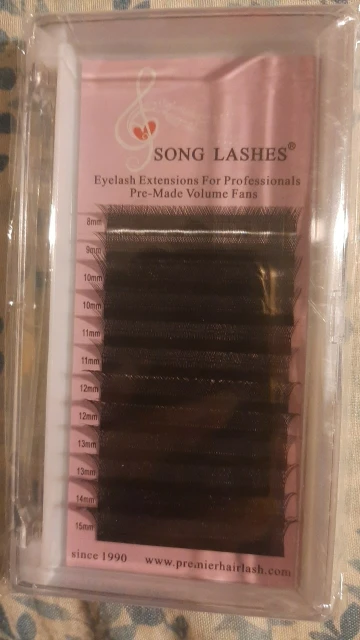 SONG LASHES®
Eyelash Extensions For Professionals
Pre-Made Volume Fans
8mm
9mm
10mm
10mm
11mm
11mm
12mm
12mm
13mm
13mm
14mm
15mm
since 1990 www.premierhairlash.com